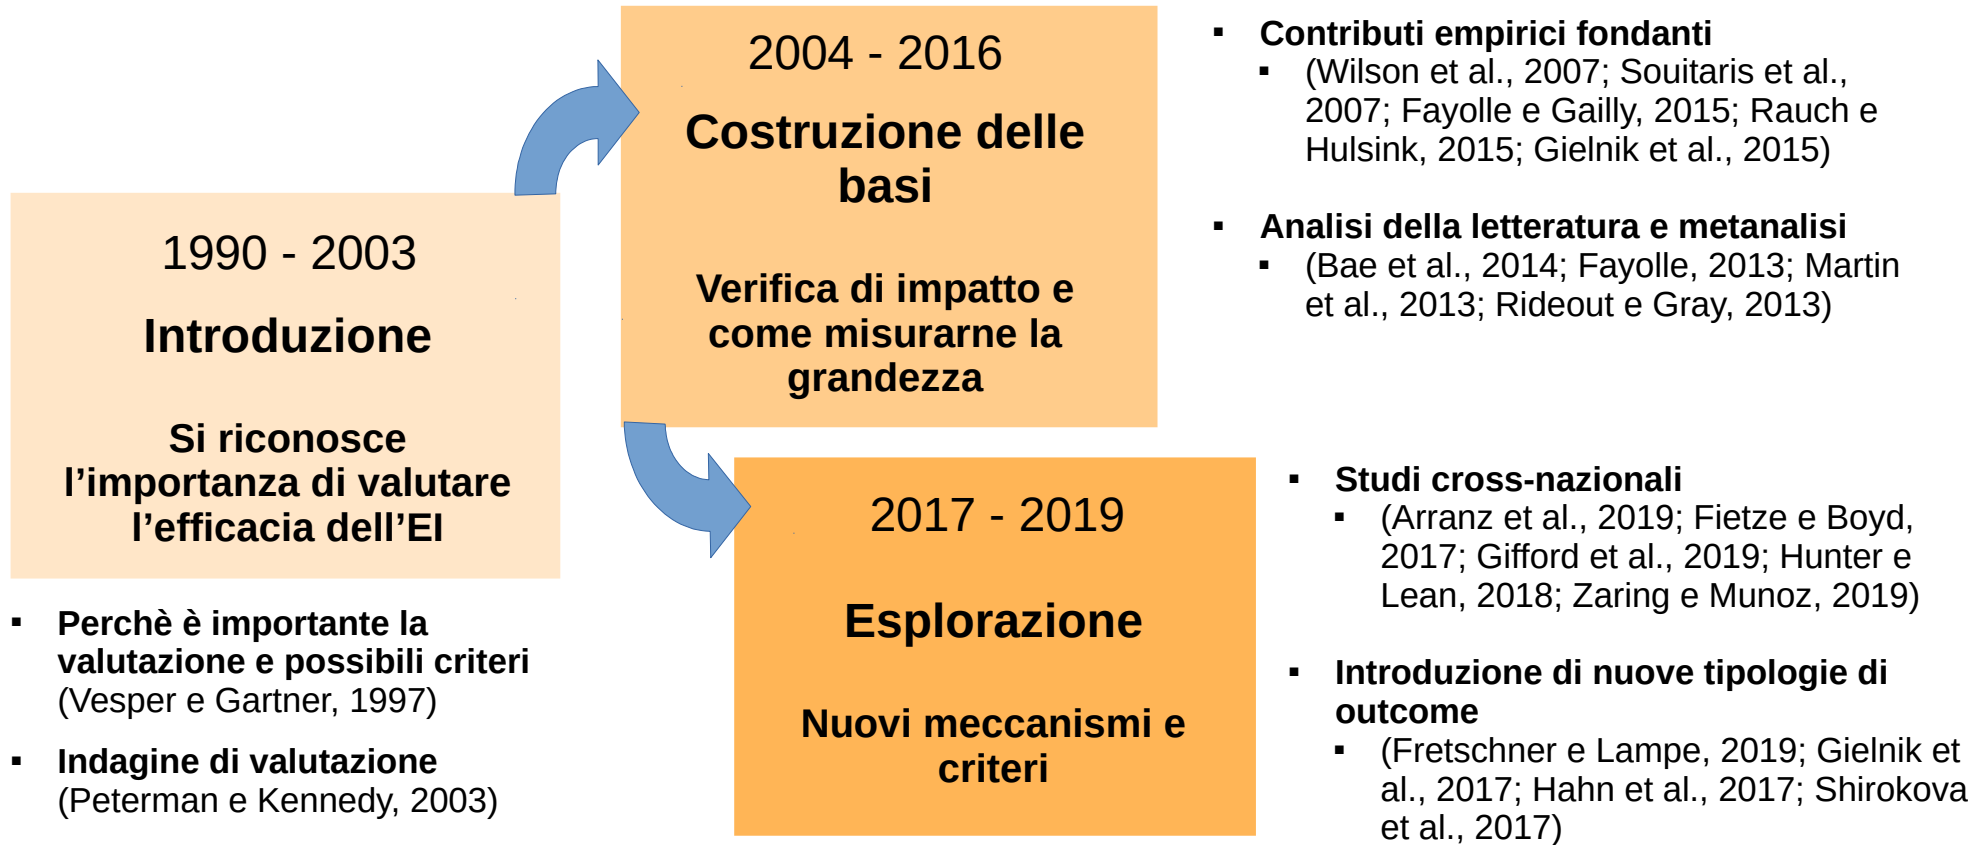 1990 - 2003
Introduzione
Si riconosce
l’importanza di valutare
l’efficacia dell’EI
▪ Perchè è importante la
valutazione e possibili criteri
(Vesper e Gartner, 1997)
▪ Indagine di valutazione
(Peterman e Kennedy, 2003)
2004 - 2016
Costruzione delle
basi
Verifica di impatto e
come misurarne la
grandezza
▪ Contributi empirici fondanti
▪ (Wilson et al., 2007; Souitaris et al.,
2007; Fayolle e Gailly, 2015; Rauch e
Hulsink, 2015; Gielnik et al., 2015)
▪ Analisi della letteratura e metanalisi
▪ (Bae et al., 2014; Fayolle, 2013; Martin
et al., 2013; Rideout e Gray, 2013)
2017 - 2019
Esplorazione
Nuovi meccanismi e
criteri
▪ Studi cross-nazionali
▪ (Arranz et al., 2019; Fietze e Boyd,
2017; Gifford et al., 2019; Hunter e
Lean, 2018; Zaring e Munoz, 2019)
▪ Introduzione di nuove tipologie di
outcome
▪ (Fretschner e Lampe, 2019; Gielnik et
al., 2017; Hahn et al., 2017; Shirokova
et al., 2017)